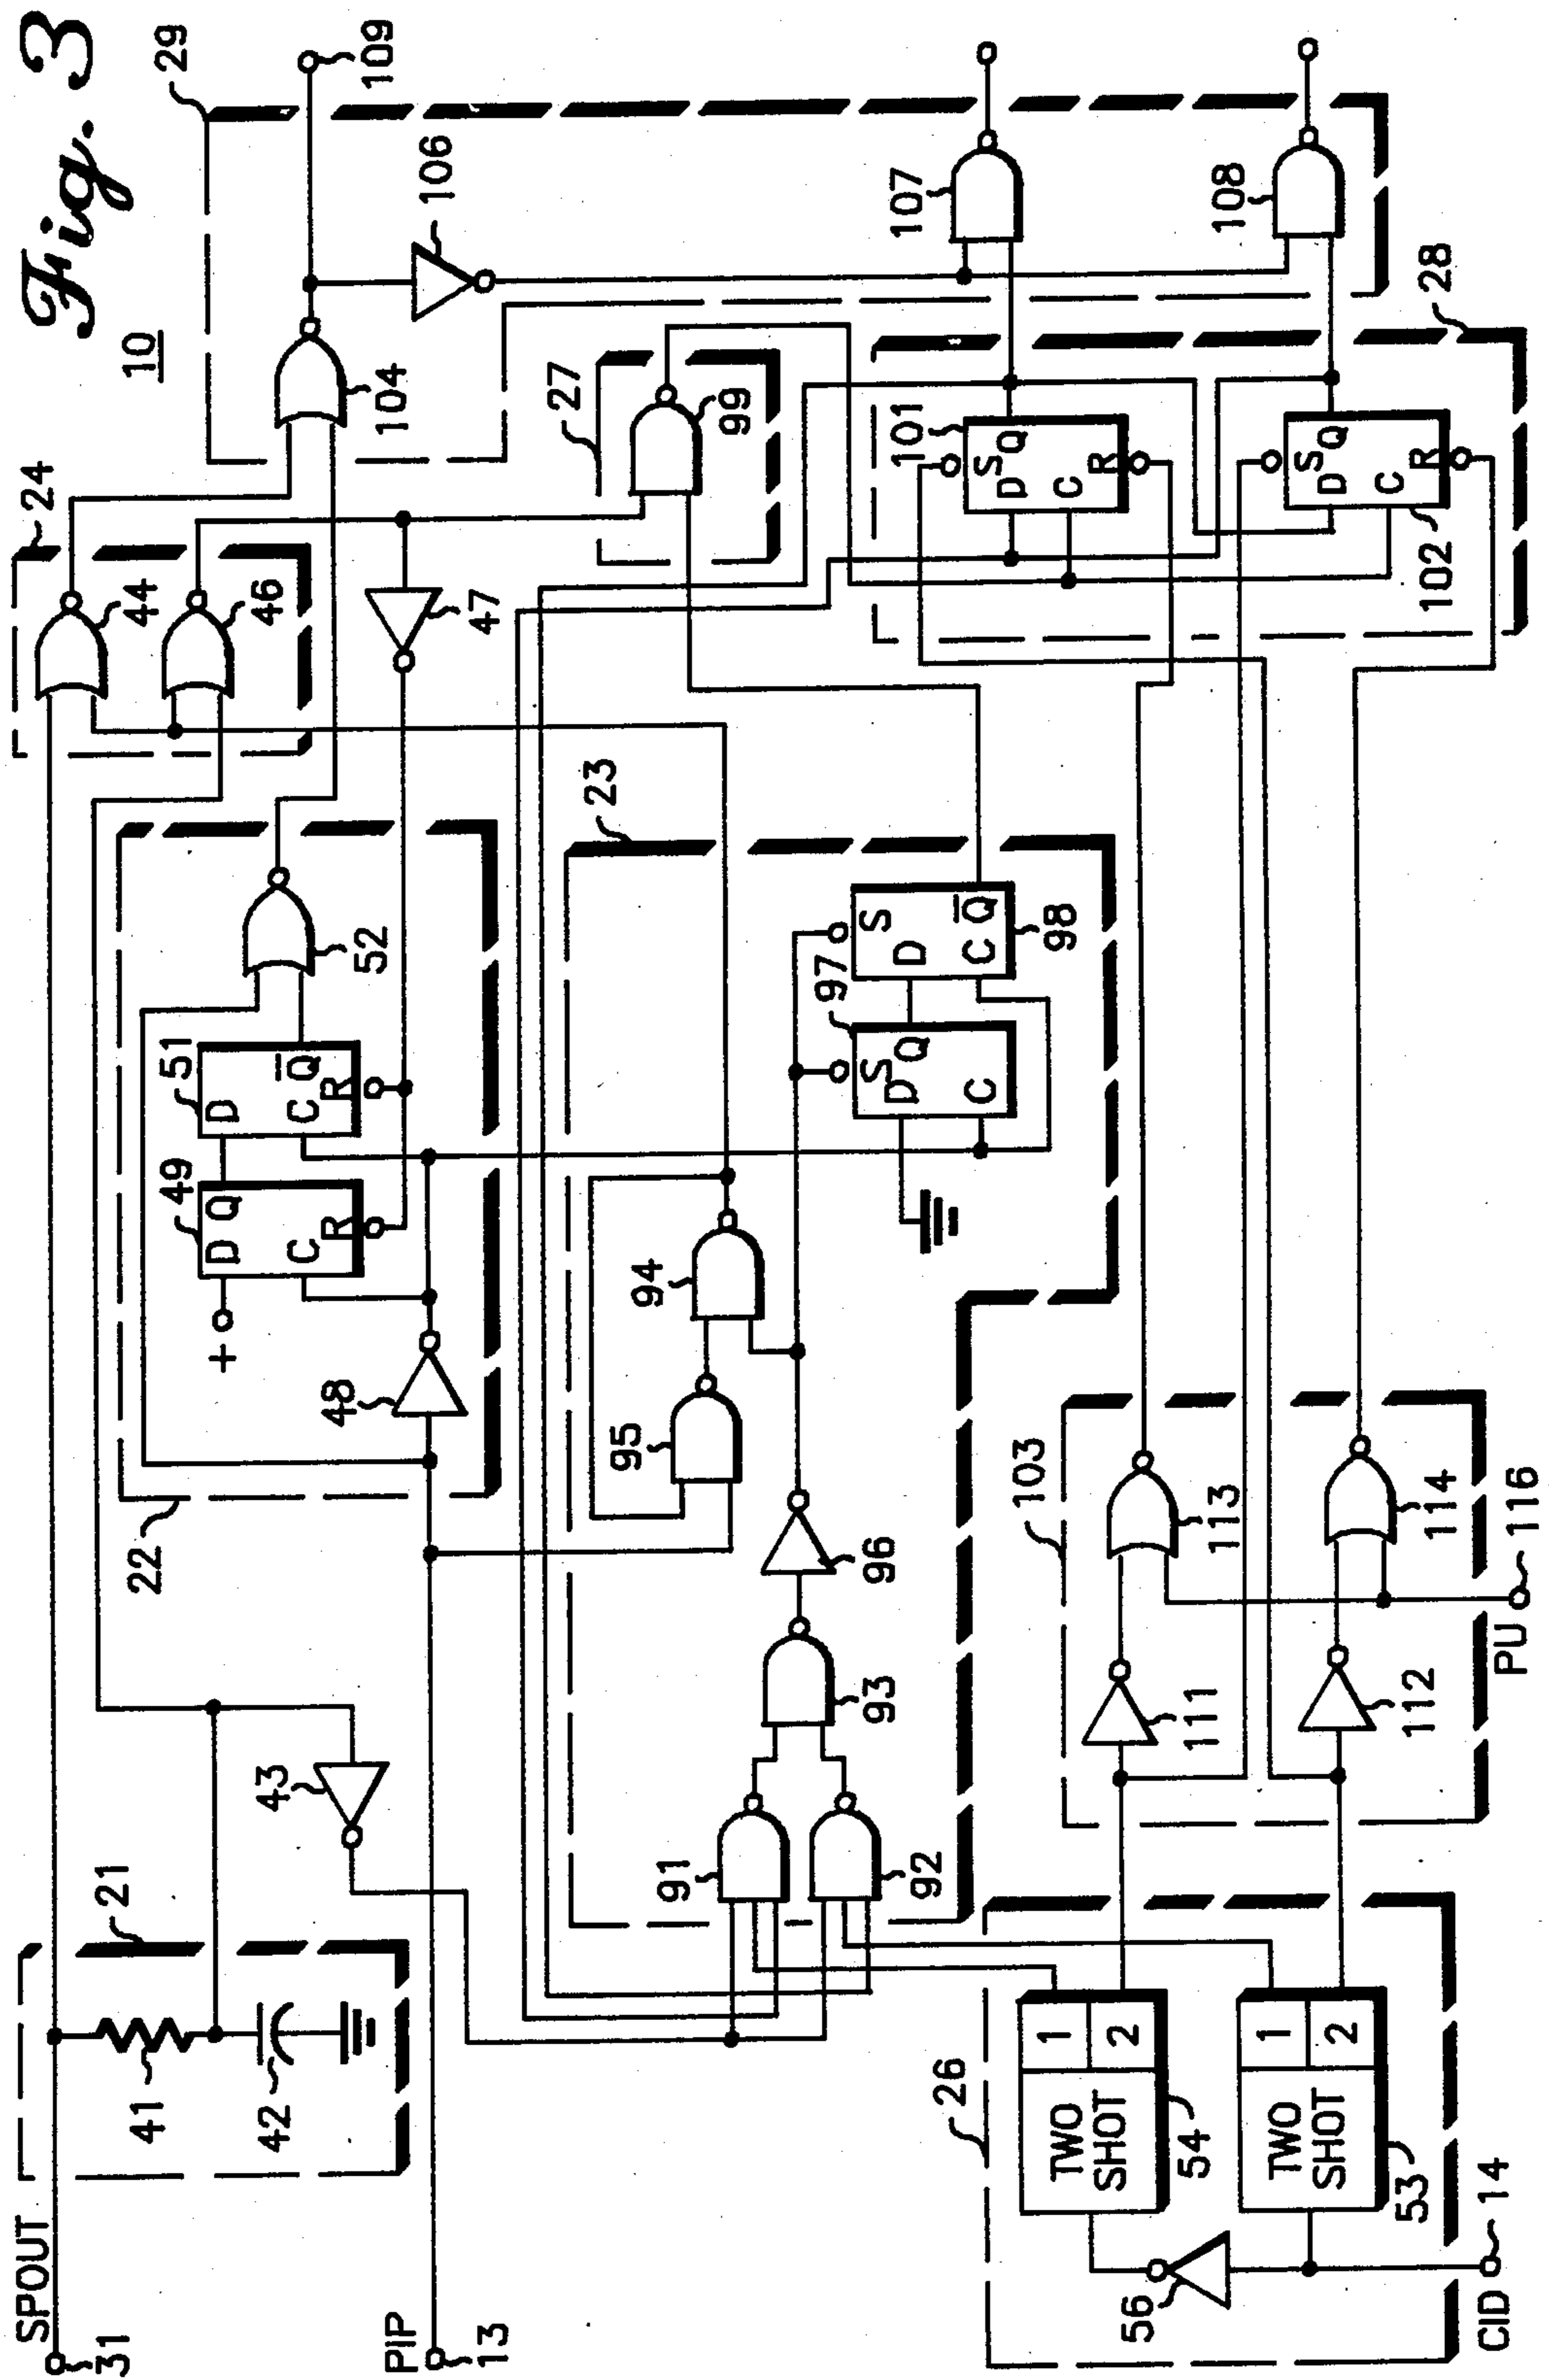 Fig. 3
10
SPOUT
31
21
41
42
43
PIP
13
22
48
+
49
D Q
C
R
51
D
C Q
R
52
24
44
46
47
104
29
109
106
27
99
23
91
92
93
96
95
94
97
S
D Q
C
98
S
D
C Q
101
S
D Q
C
R
102
S
D Q
C
R
28
107
108
26
TWO
SHOT
1
2
54
TWO
SHOT
1
2
53
56
CID
14
103
111
112
113
114
PU
116